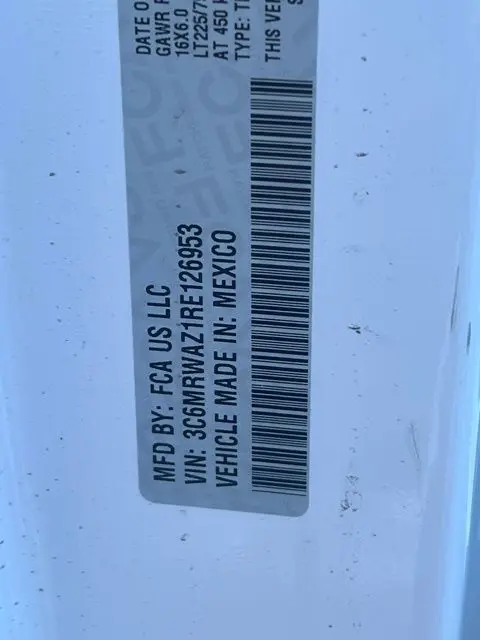 MFD BY: FCA US LLC
VIN: 3C6MRWAZ1RE126953
VEHICLE MADE IN: MEXICO
DATE O
GAWR
16X6.0
LT225/75
AT 450
TYPE:
THIS VE